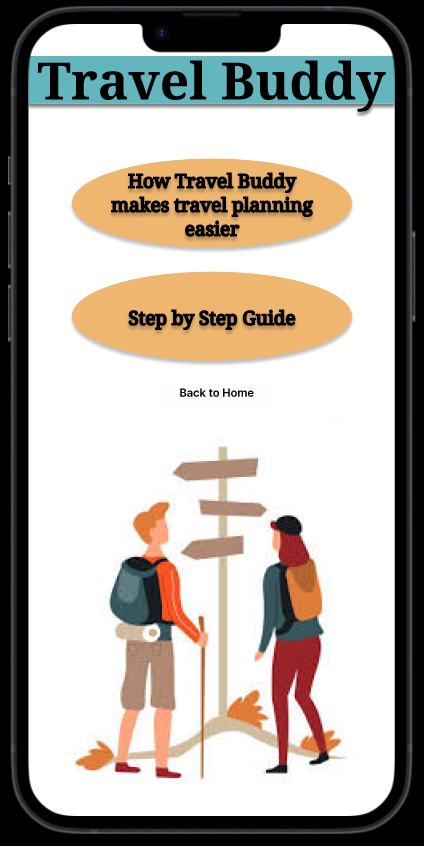 Travel Buddy
How Travel Buddy
makes travel planning
easier
Step by Step Guide
Back to Home